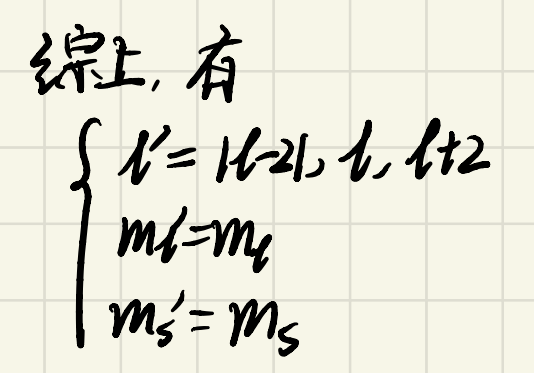 综上, 有
l' = |l-2|, l, l+2
ml' = ml
ms' = ms